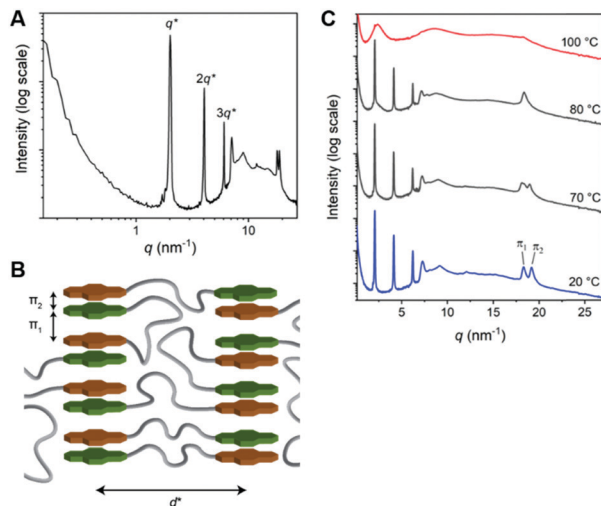 A
q*
2q*
3q*
Intensity (log scale)
1
10
q (nm⁻¹)
B
π₂
π₁
d*
C
100 °C
80 °C
70 °C
π₁
π₂
20 °C
Intensity (log scale)
5
10
15
20
25
q (nm⁻¹)